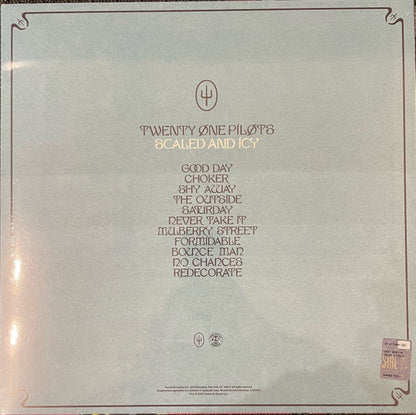 TWENTY ØNE PILØTS
SCALED AND ICY
GOOD DAY
CHOKER
SHY AWAY
THE OUTSIDE
SATURDAY
NEVER TAKE IT
MULBERRY STREET
FORMIDABLE
BOUNCE MAN
NO CHANCES
REDECORATE